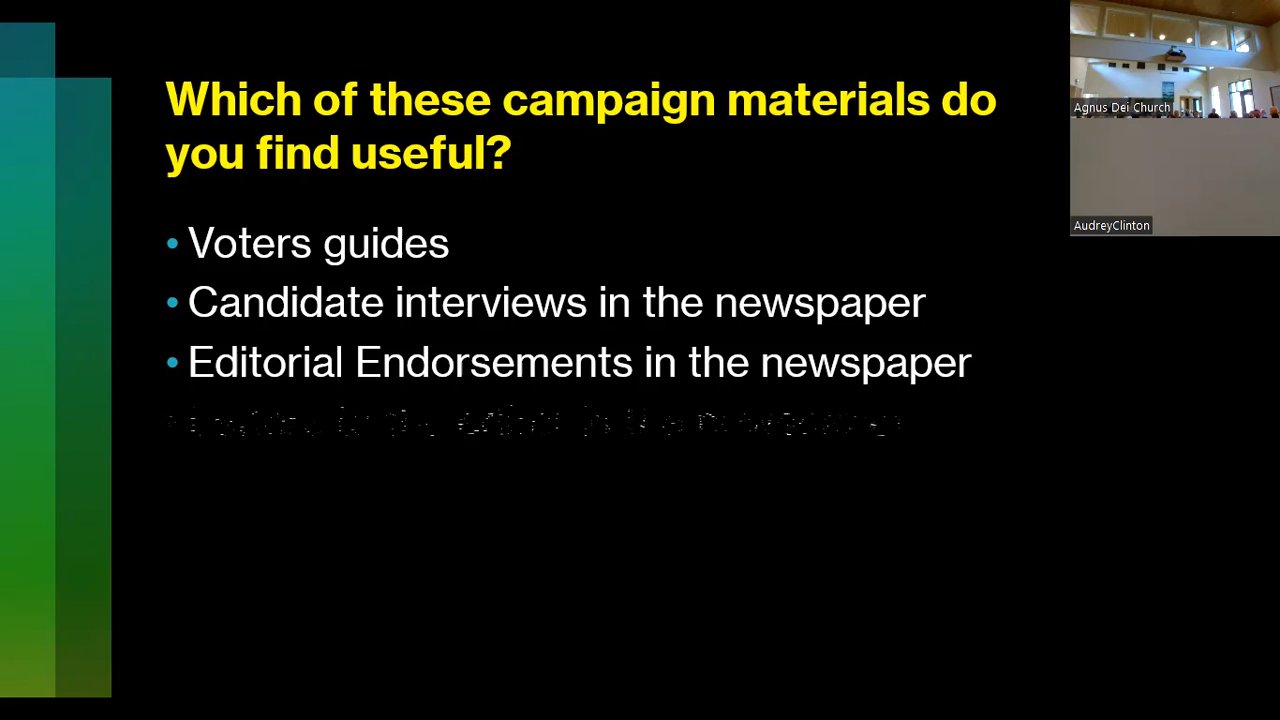 Which of these campaign materials do
you find useful?
• Voters guides
• Candidate interviews in the newspaper
• Editorial Endorsements in the newspaper
Agnus Dei Church
AudreyClinton